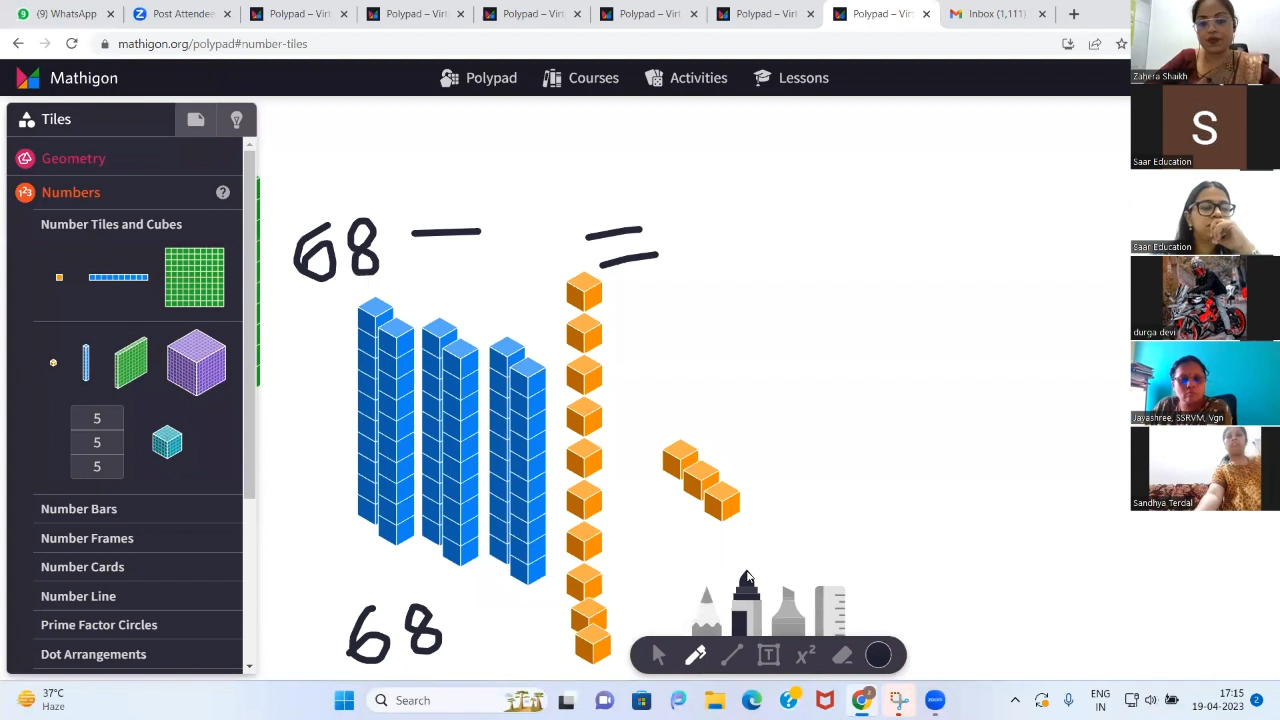 (9) WhatsApp
Post Attendee
Polypad – Virt
Polypad – Virt
Polypad – Virt
Polypad – Virt
Polypad – Virt
Polypad – Virt
Inbox (1,111)
mathigon.org/polypad#number-tiles
Mathigon
Polypad
Courses
Activities
Lessons
Tiles
Geometry
Numbers
Number Tiles and Cubes
5
5
5
Number Bars
Number Frames
Number Cards
Number Line
Prime Factor Circles
Dot Arrangements
68 — =
68
Zahera Shaikh
S
Saar Education
Saar Education
durga devi
Jayashree, SSRVM, Vgn
Sandhya Terdal
37°C
Haze
Search
ENG
IN
17:15
19-04-2023
2